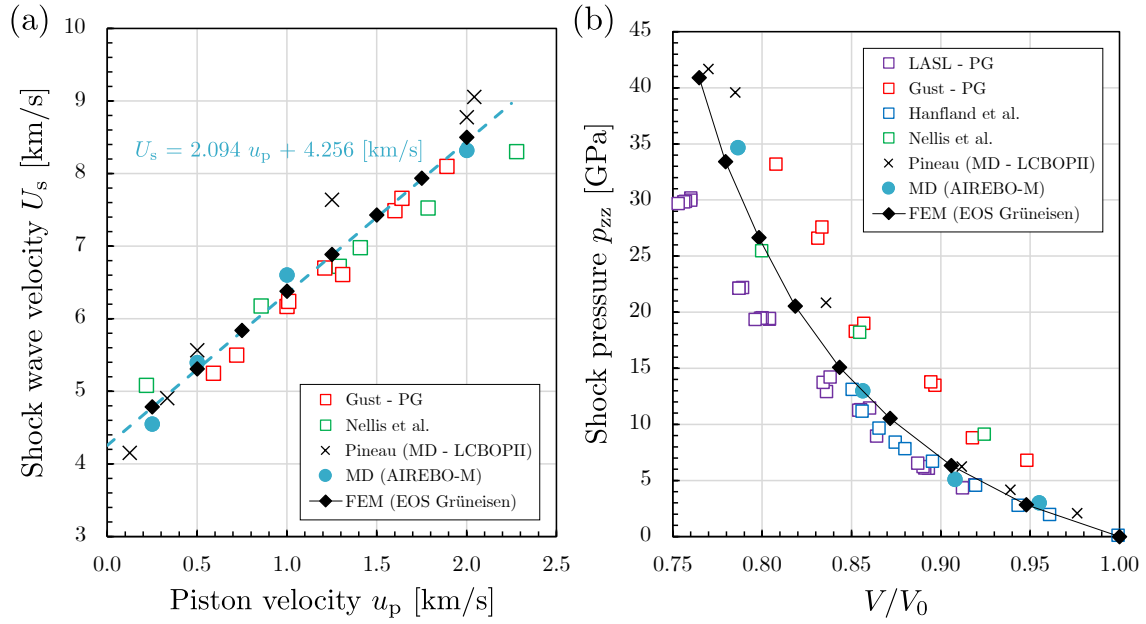 (a)
10
9
8
7
6
5
4
3
Shock wave velocity Us [km/s]
Us = 2.094 up + 4.256 [km/s]
Gust - PG
Nellis et al.
Pineau (MD - LCBOPII)
MD (AIREBO-M)
FEM (EOS Grüneisen)
0.0 0.5 1.0 1.5 2.0 2.5
Piston velocity up [km/s]
(b)
45
40
35
30
25
20
15
10
5
0
Shock pressure pzz [GPa]
LASL - PG
Gust - PG
Hanfland et al.
Nellis et al.
Pineau (MD - LCBOPII)
MD (AIREBO-M)
FEM (EOS Grüneisen)
0.75 0.80 0.85 0.90 0.95 1.00
V/V0